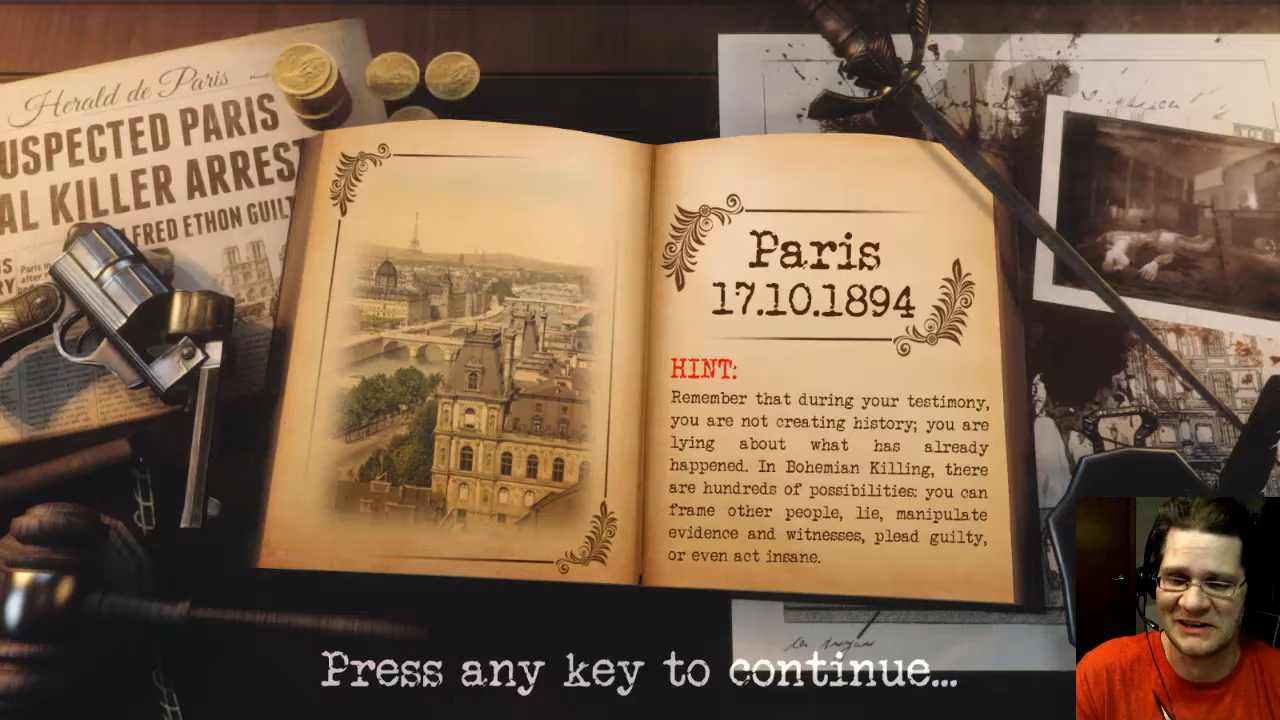 Herald de Paris
USPECTED PARIS
AL KILLER ARREST
LFRED ETHON GUILT
Paris
17.10.1894
HINT:
Remember that during your testimony,
you are not creating history; you are
lying about what has already
happened. In Bohemian Killing, there
are hundreds of possibilities: you can
frame other people, lie, manipulate
evidence and witnesses, plead guilty,
or even act insane.
Press any key to continue...